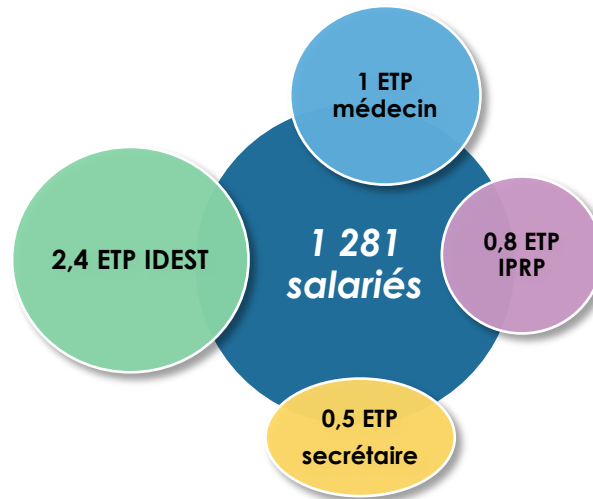 1 ETP
médecin
2,4 ETP IDEST
1 281
salariés
0,8 ETP
IPRP
0,5 ETP
secrétaire